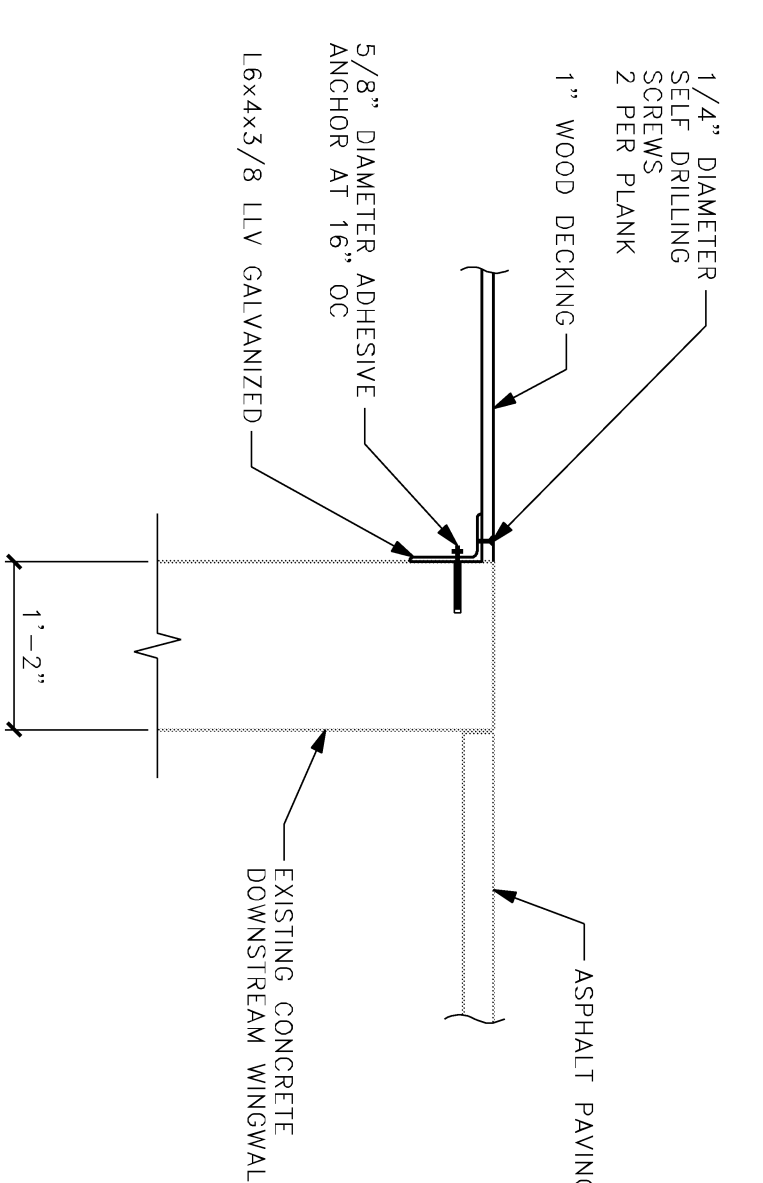 1/4" DIAMETER
SELF DRILLING
SCREWS
2 PER PLANK
1" WOOD DECKING
5/8" DIAMETER ADHESIVE
ANCHOR AT 16" OC
L6x4x3/8 LLV GALVANIZED
ASPHALT PAVING
EXISTING CONCRETE
DOWNSTREAM WINGWAL
1'-2"